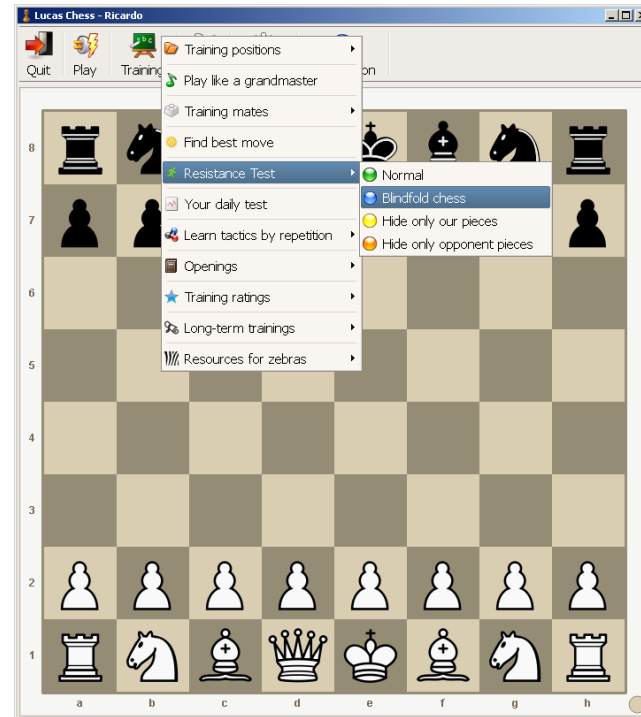 Lucas Chess - Ricardo
Quit
Play
Training
on
Training positions
Play like a grandmaster
Training mates
Find best move
Resistance Test
Your daily test
Learn tactics by repetition
Openings
Training ratings
Long-term trainings
Resources for zebras
Normal
Blindfold chess
Hide only our pieces
Hide only opponent pieces
8
7
6
5
4
3
2
1
a b c d e f g h